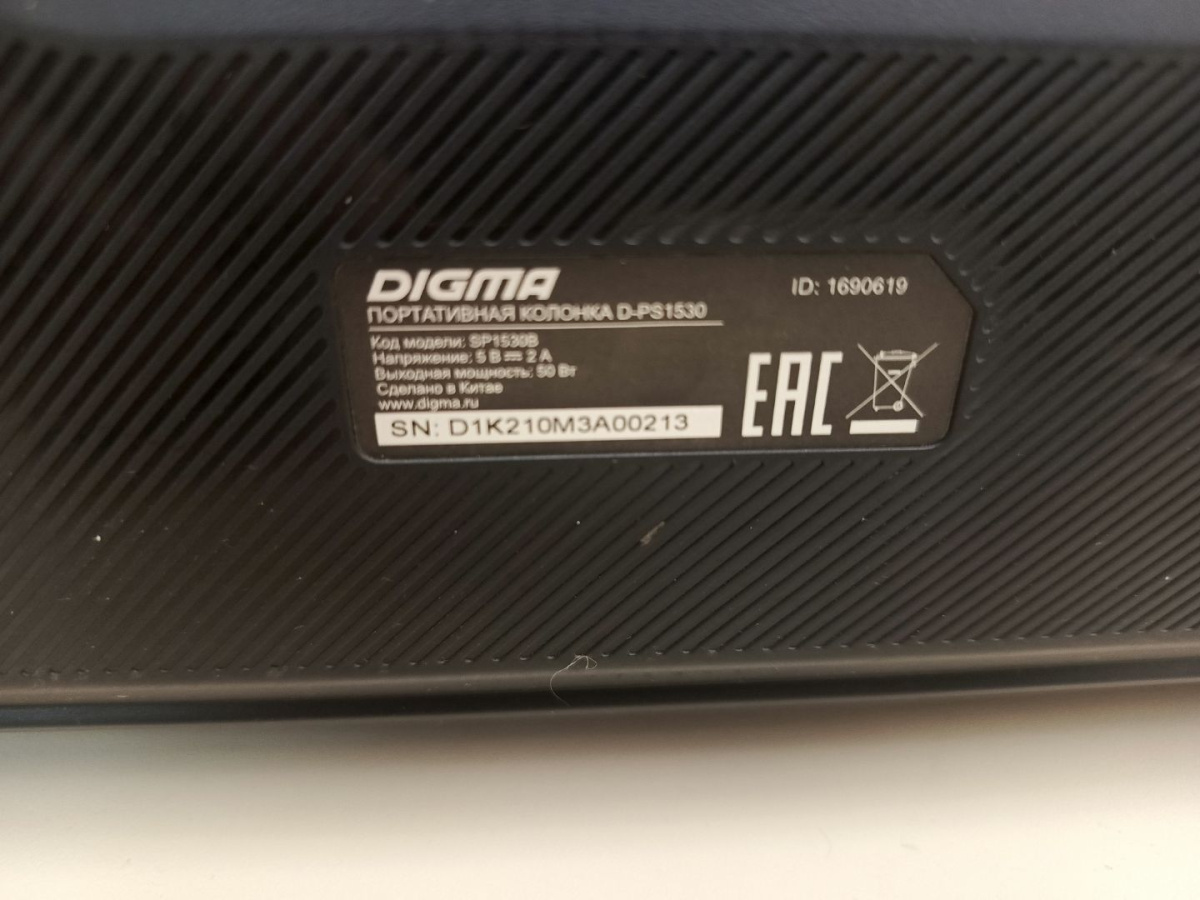 DIGMA
ID: 1690619
ПОРТАТИВНАЯ КОЛОНКА D-PS1530
Код модели: SP1530B
Напряжение: 5 В ⎓ 2 А
Выходная мощность: 50 Вт
Сделано в Китае
www.digma.ru
SN: D1K210M3A00213
EAC